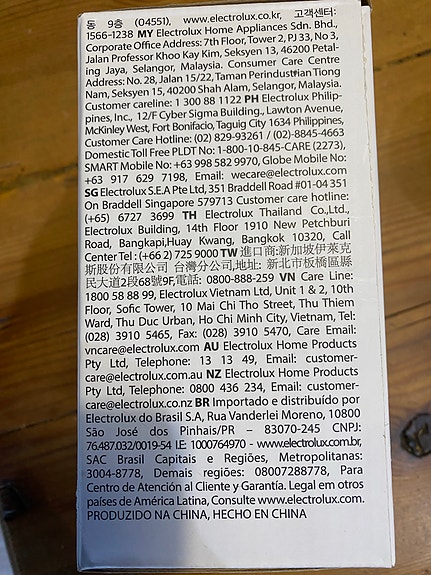 동 9층 (04551), www.electrolux.co.kr, 고객센터:
1566-1238 MY Electrolux Home Appliances Sdn. Bhd.,
Corporate Office Address: 7th Floor, Tower 2, PJ 33, No 3,
Jalan Professor Khoo Kay Kim, Seksyen 13, 46200 Petal-
ing Jaya, Selangor, Malaysia. Consumer Care Centre
Address: No. 28, Jalan 15/22, Taman Perindustrian Tiong
Nam, Seksyen 15, 40200 Shah Alam, Selangor, Malaysia.
Customer careline: 1 300 88 1122 PH Electrolux Philip-
pines, Inc., 12/F Cyber Sigma Building., Lawton Avenue,
McKinley West, Fort Bonifacio, Taguig City 1634 Philippines,
Customer Care Hotline: (02) 829-93261 / (02)-8845-4663
Domestic Toll Free PLDT No: 1-800-10-845-CARE (2273),
SMART Mobile No: +63 998 582 9970, Globe Mobile No:
+63 917 629 7198, Email: wecare@electrolux.com
SG Electrolux S.E.A Pte Ltd, 351 Braddell Road #01-04 351
On Braddell Singapore 579713 Customer care hotline:
(+65) 6727 3699 TH Electrolux Thailand Co.,Ltd.,
Electrolux Building, 14th Floor 1910 New Petchburi
Road, Bangkapi,Huay Kwang, Bangkok 10320, Call
Center Tel : (+66 2) 725 9000 TW 進口商:新加坡伊萊克
斯股份有限公司 台灣分公司,地址: 新北市板橋區縣
民大道2段68號9F,電話: 0800-888-259 VN Care Line:
1800 58 88 99, Electrolux Vietnam Ltd, Unit 1 & 2, 10th
Floor, Sofic Tower, 10 Mai Chi Tho Street, Thu Thiem
Ward, Thu Duc Urban, Ho Chi Minh City, Vietnam, Tel:
(028) 3910 5465, Fax: (028) 3910 5470, Care Email:
vncare@electrolux.com AU Electrolux Home Products
Pty Ltd, Telephone: 13 13 49, Email: customer-
care@electrolux.com.au NZ Electrolux Home Products
Pty Ltd, Telephone: 0800 436 234, Email: customer-
care@electrolux.co.nz BR Importado e distribuído por
Electrolux do Brasil S.A, Rua Vanderlei Moreno, 10800
São José dos Pinhais/PR – 83070-245 CNPJ:
76.487.032/0019-54 I.E: 1000764970 - www.electrolux.com.br,
SAC Brasil Capitais e Regiões, Metropolitanas:
3004-8778, Demais regiões: 08007288778, Para
Centro de Atención al Cliente y Garantía. Legal em otros
países de América Latina, Consulte www.electrolux.com.
PRODUZIDO NA CHINA, HECHO EN CHINA